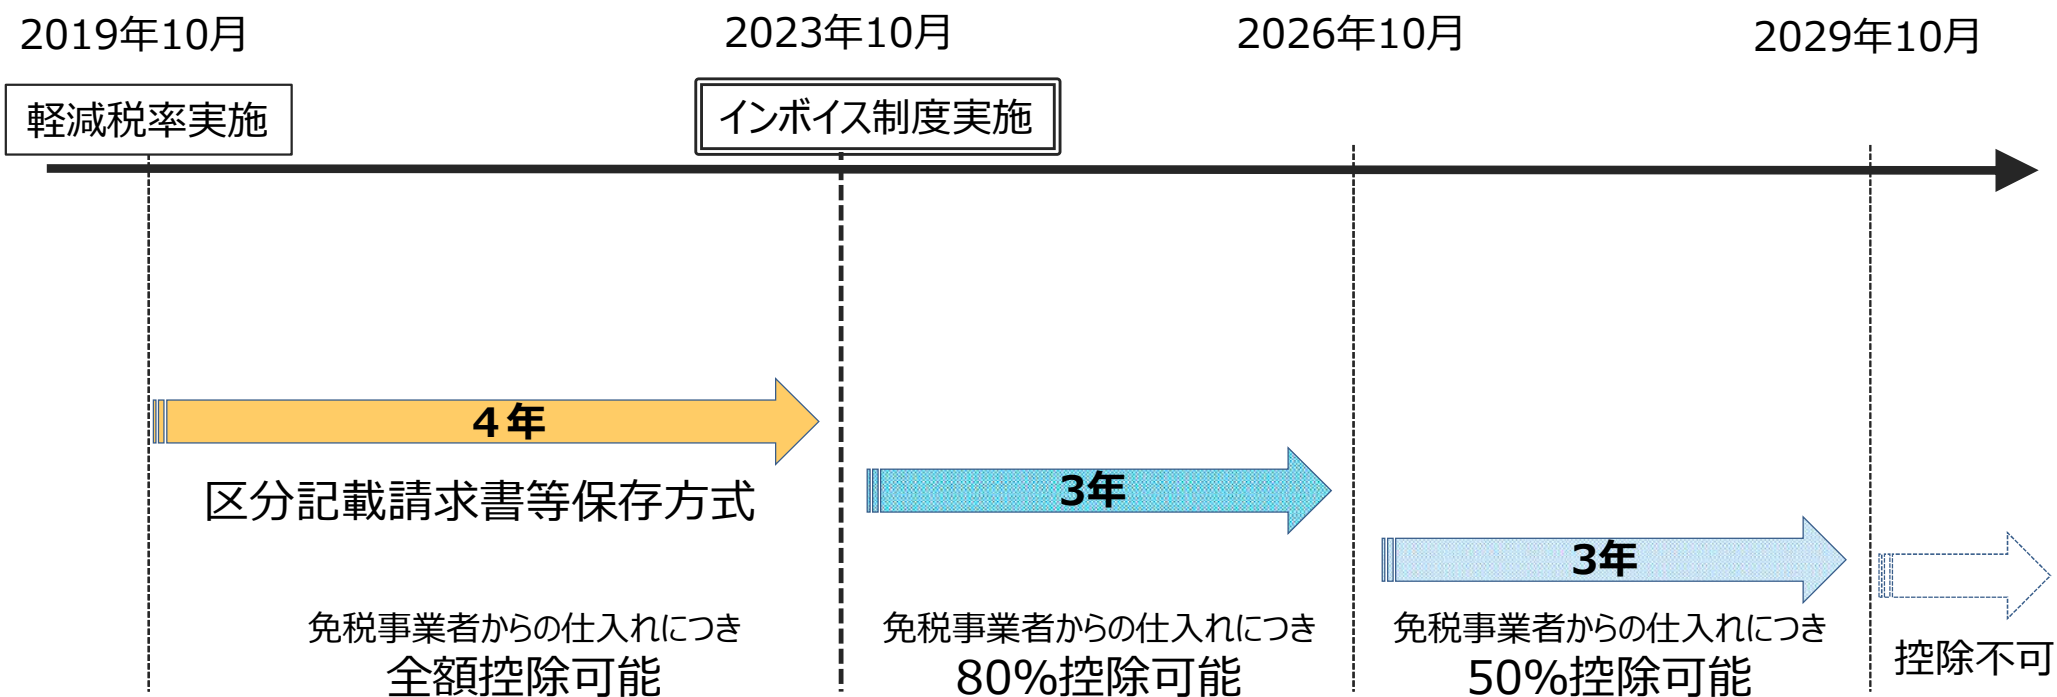 2019年10月
2023年10月
2026年10月
2029年10月
軽減税率実施
インボイス制度実施
４年
区分記載請求書等保存方式
3年
3年
免税事業者からの仕入れにつき
全額控除可能
免税事業者からの仕入れにつき
80%控除可能
免税事業者からの仕入れにつき
50%控除可能
控除不可